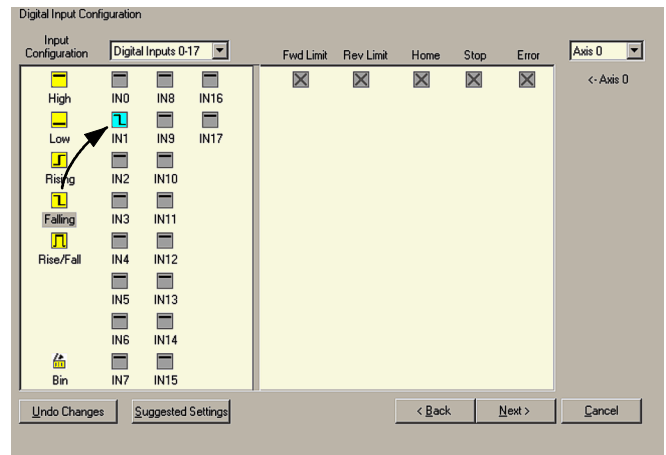 Digital Input Configuration
Input
Configuration
Digital Inputs 0-17
Fwd Limit Rev Limit Home Stop Error
Axis 0
High IN0 IN8 IN16
<- Axis 0
Low IN1 IN9 IN17
Rising IN2 IN10
Falling IN3 IN11
Rise/Fall IN4 IN12
IN5 IN13
IN6 IN14
Bin IN7 IN15
Undo Changes Suggested Settings < Back Next > Cancel